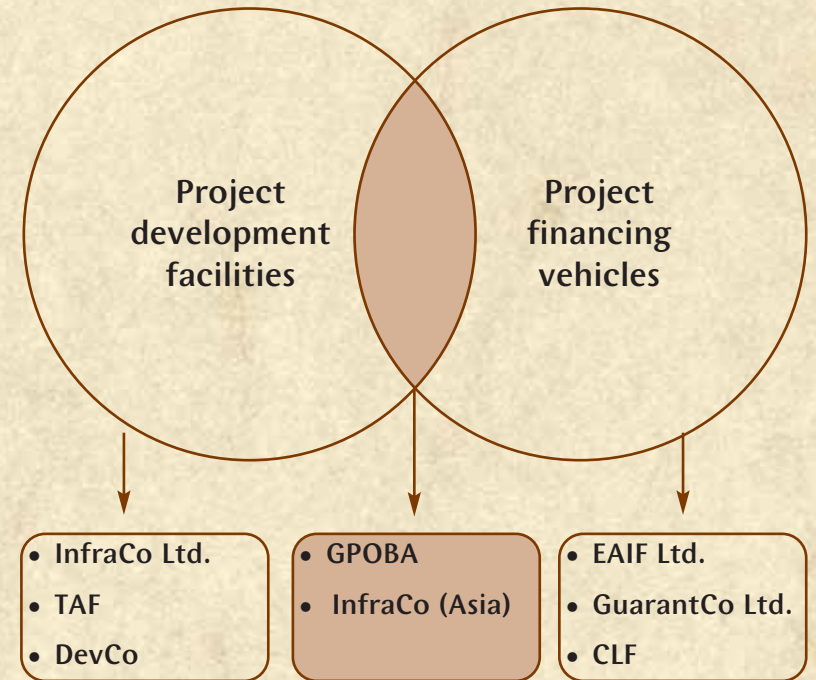 Project
development
facilities
Project
financing
vehicles
• InfraCo Ltd.
• TAF
• DevCo
• GPOBA
• InfraCo (Asia)
• EAIF Ltd.
• GuarantCo Ltd.
• CLF